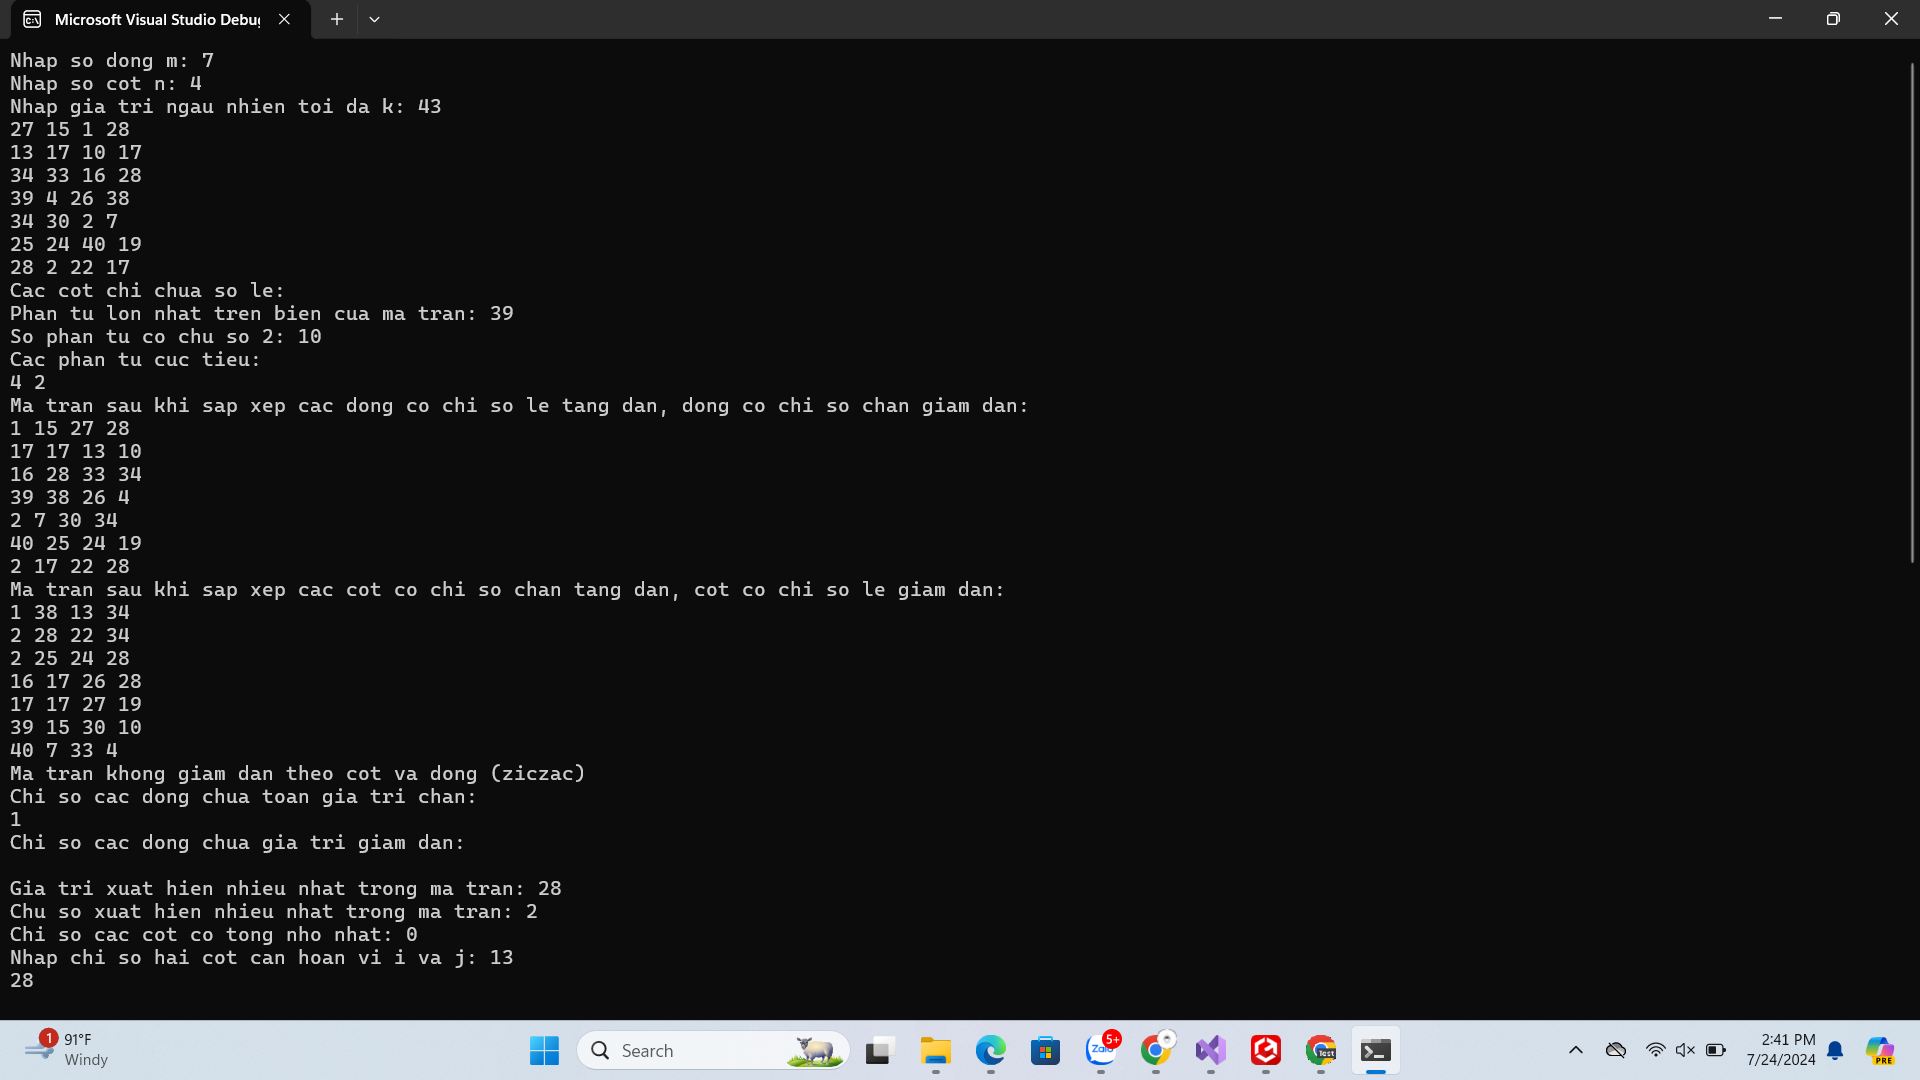 Microsoft Visual Studio Debu
Nhap so dong m: 7
Nhap so cot n: 4
Nhap gia tri ngau nhien toi da k: 43
27 15 1 28
13 17 10 17
34 33 16 28
39 4 26 38
34 30 2 7
25 24 40 19
28 2 22 17
Cac cot chi chua so le:
Phan tu lon nhat tren bien cua ma tran: 39
So phan tu co chu so 2: 10
Cac phan tu cuc tieu:
4 2
Ma tran sau khi sap xep cac dong co chi so le tang dan, dong co chi so chan giam dan:
1 15 27 28
17 17 13 10
16 28 33 34
39 38 26 4
2 7 30 34
40 25 24 19
2 17 22 28
Ma tran sau khi sap xep cac cot co chi so chan tang dan, cot co chi so le giam dan:
1 38 13 34
2 28 22 34
2 25 24 28
16 17 26 28
17 17 27 19
39 15 30 10
40 7 33 4
Ma tran khong giam dan theo cot va dong (ziczac)
Chi so cac dong chua toan gia tri chan:
1
Chi so cac dong chua gia tri giam dan:
Gia tri xuat hien nhieu nhat trong ma tran: 28
Chu so xuat hien nhieu nhat trong ma tran: 2
Chi so cac cot co tong nho nhat: 0
Nhap chi so hai cot can hoan vi i va j: 13
28
1
91°F
Windy
Search
Zalo
5+
Test
2:41 PM
7/24/2024
PRE